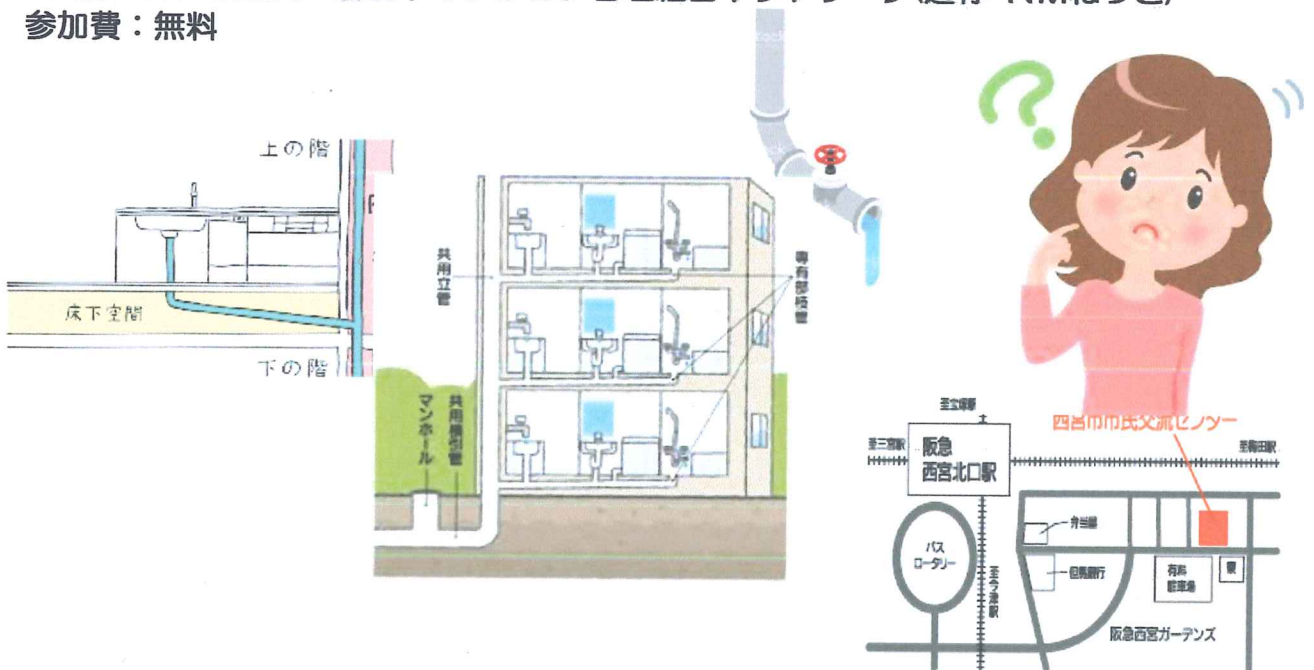 参加費：無料
上の階
床下空間
下の階
共用立管
専有部枝管
マンホール
共用横引管
至宝塚駅
西宮市市民交流センター
至三宮駅
阪急
西宮北口駅
至梅田駅
弁当屋
バス
ロータリー
至今津駅
但馬銀行
有料
駐車場
阪急西宮ガーデンズ